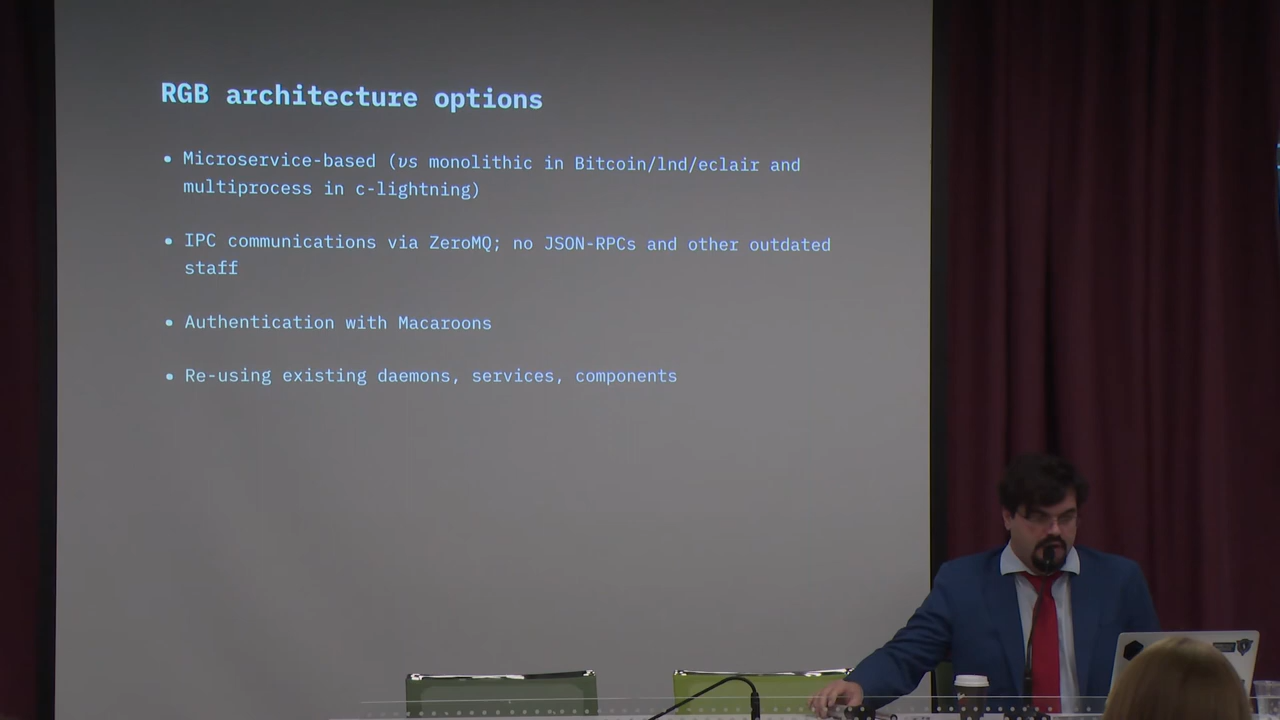 RGB architecture options
• Microservice-based (vs monolithic in Bitcoin/lnd/eclair and
multiprocess in c-lightning)
• IPC communications via ZeroMQ; no JSON-RPCs and other outdated
staff
• Authentication with Macaroons
• Re-using existing daemons, services, components